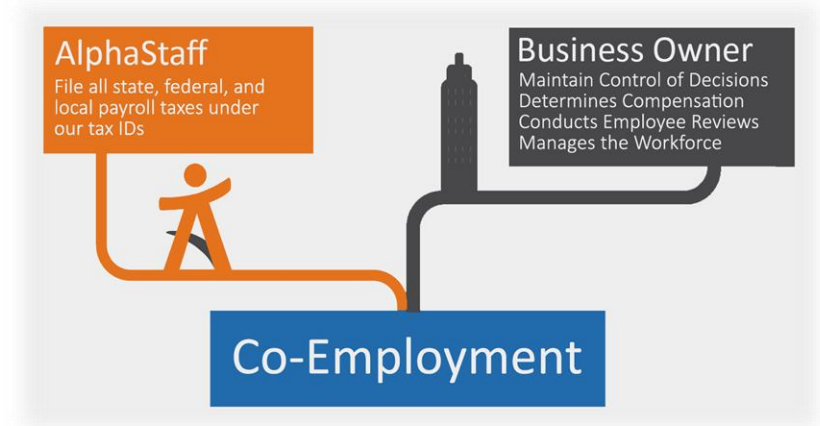 AlphaStaff
File all state, federal, and
local payroll taxes under
our tax IDs
Business Owner
Maintain Control of Decisions
Determines Compensation
Conducts Employee Reviews
Manages the Workforce
Co-Employment